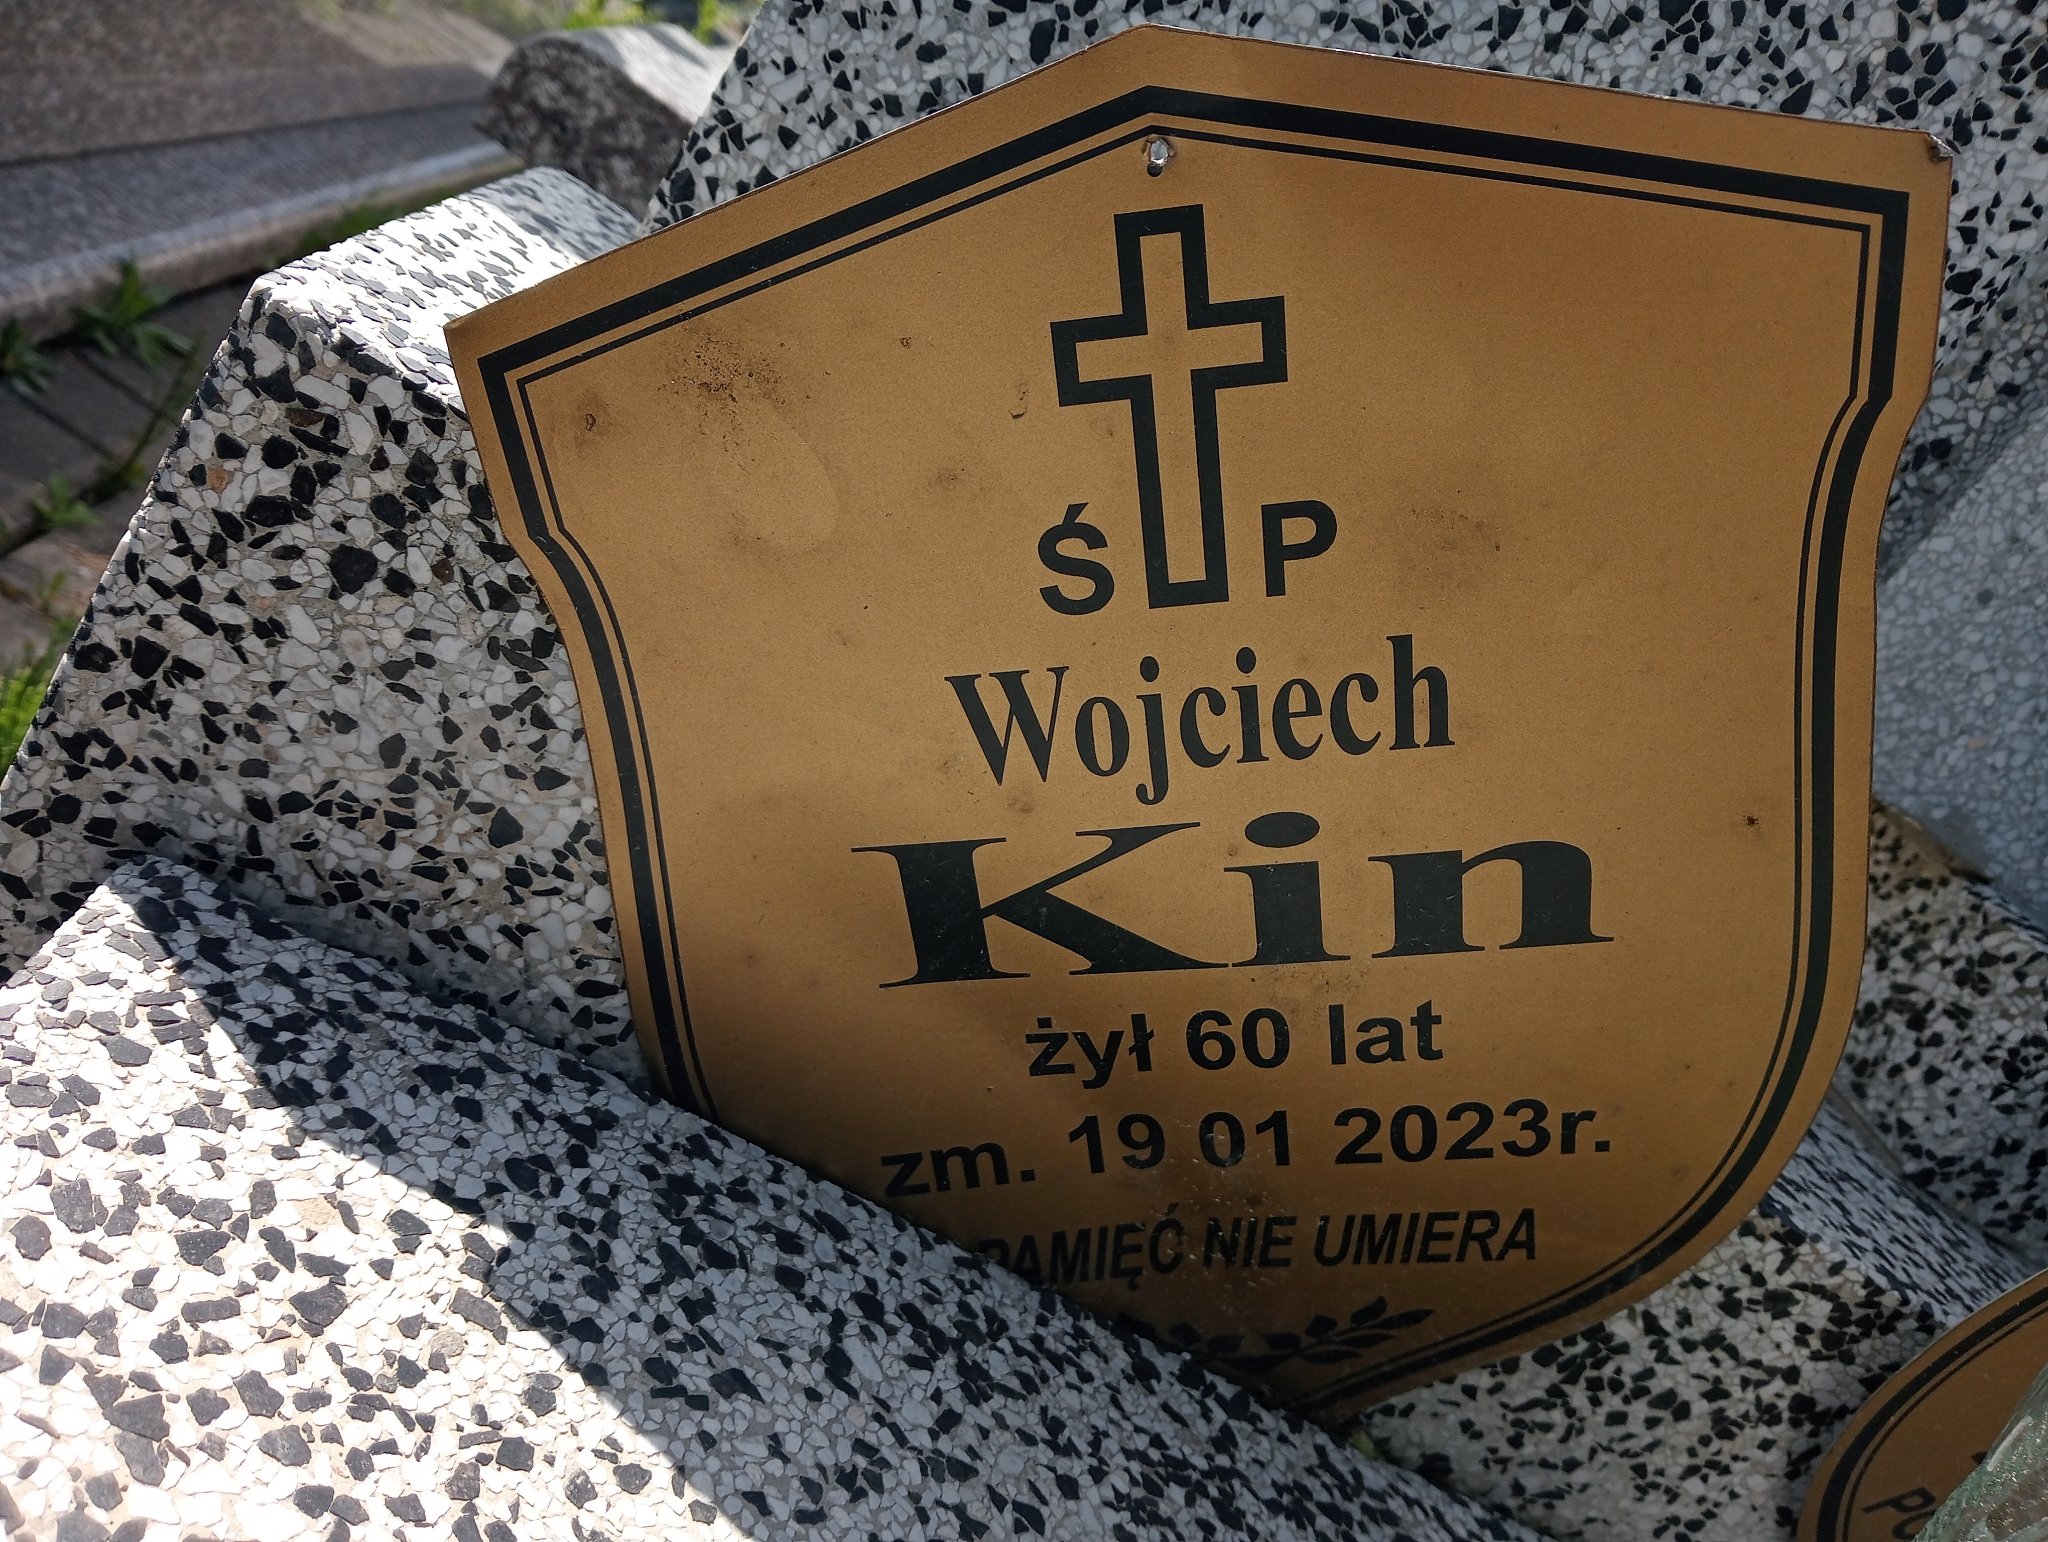 Ś P
Wojciech
Kin
żył 60 lat
zm. 19 01 2023r.
PAMIĘĆ NIE UMIERA